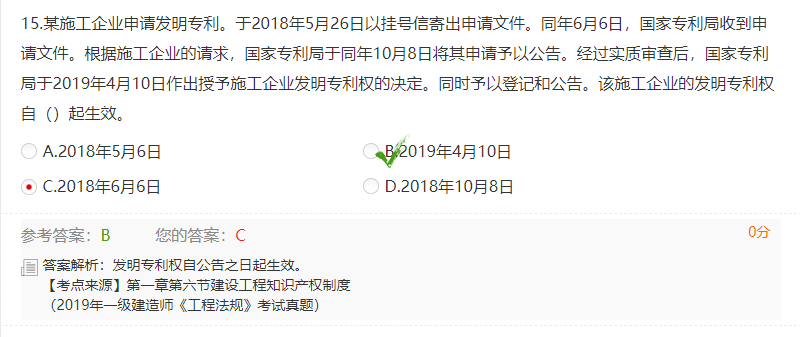 15.某施工企业申请发明专利。于2018年5月26日以挂号信寄出申请文件。同年6月6日，国家专利局收到申
请文件。根据施工企业的请求，国家专利局于同年10月8日将其申请予以公告。经过实质审查后，国家专利
局于2019年4月10日作出授予施工企业发明专利权的决定。同时予以登记和公告。该施工企业的发明专利权
自（）起生效。
A.2018年5月6日
B.2019年4月10日
C.2018年6月6日
D.2018年10月8日
参考答案：B 您的答案：C 0分
答案解析：发明专利权自公告之日起生效。
【考点来源】第一章第六节建设工程知识产权制度
（2019年一级建造师《工程法规》考试真题）